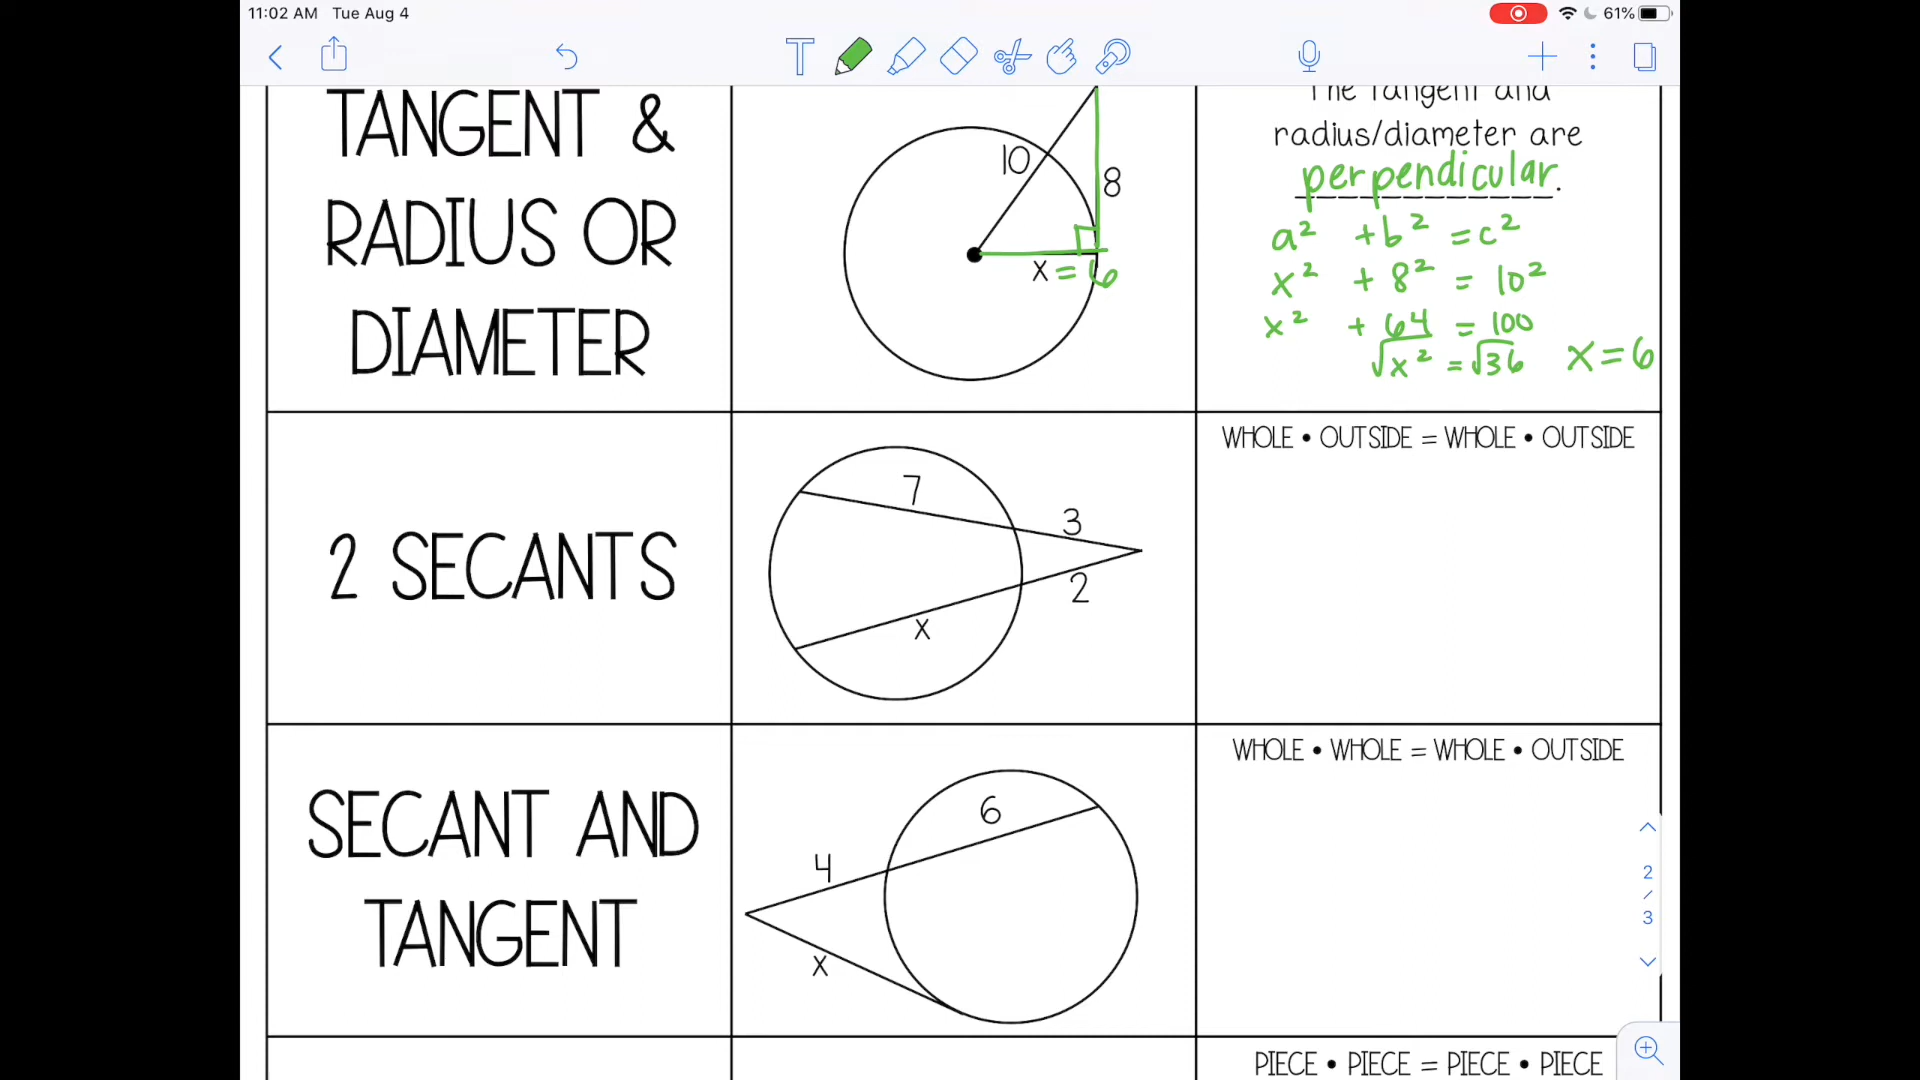 11:02 AM Tue Aug 4
61%
T
TANGENT &
RADIUS OR
DIAMETER
10
8
x = 6
The Tangent and
radius/diameter are
perpendicular.
a² + b² = c²
x² + 8² = 10²
x² + 64 = 100
√x² = √36 x = 6
2 SECANTS
7
3
2
x
WHOLE • OUTSIDE = WHOLE • OUTSIDE
SECANT AND
TANGENT
6
4
x
WHOLE • WHOLE = WHOLE • OUTSIDE
2
/
3
PIECE • PIECE = PIECE • PIECE